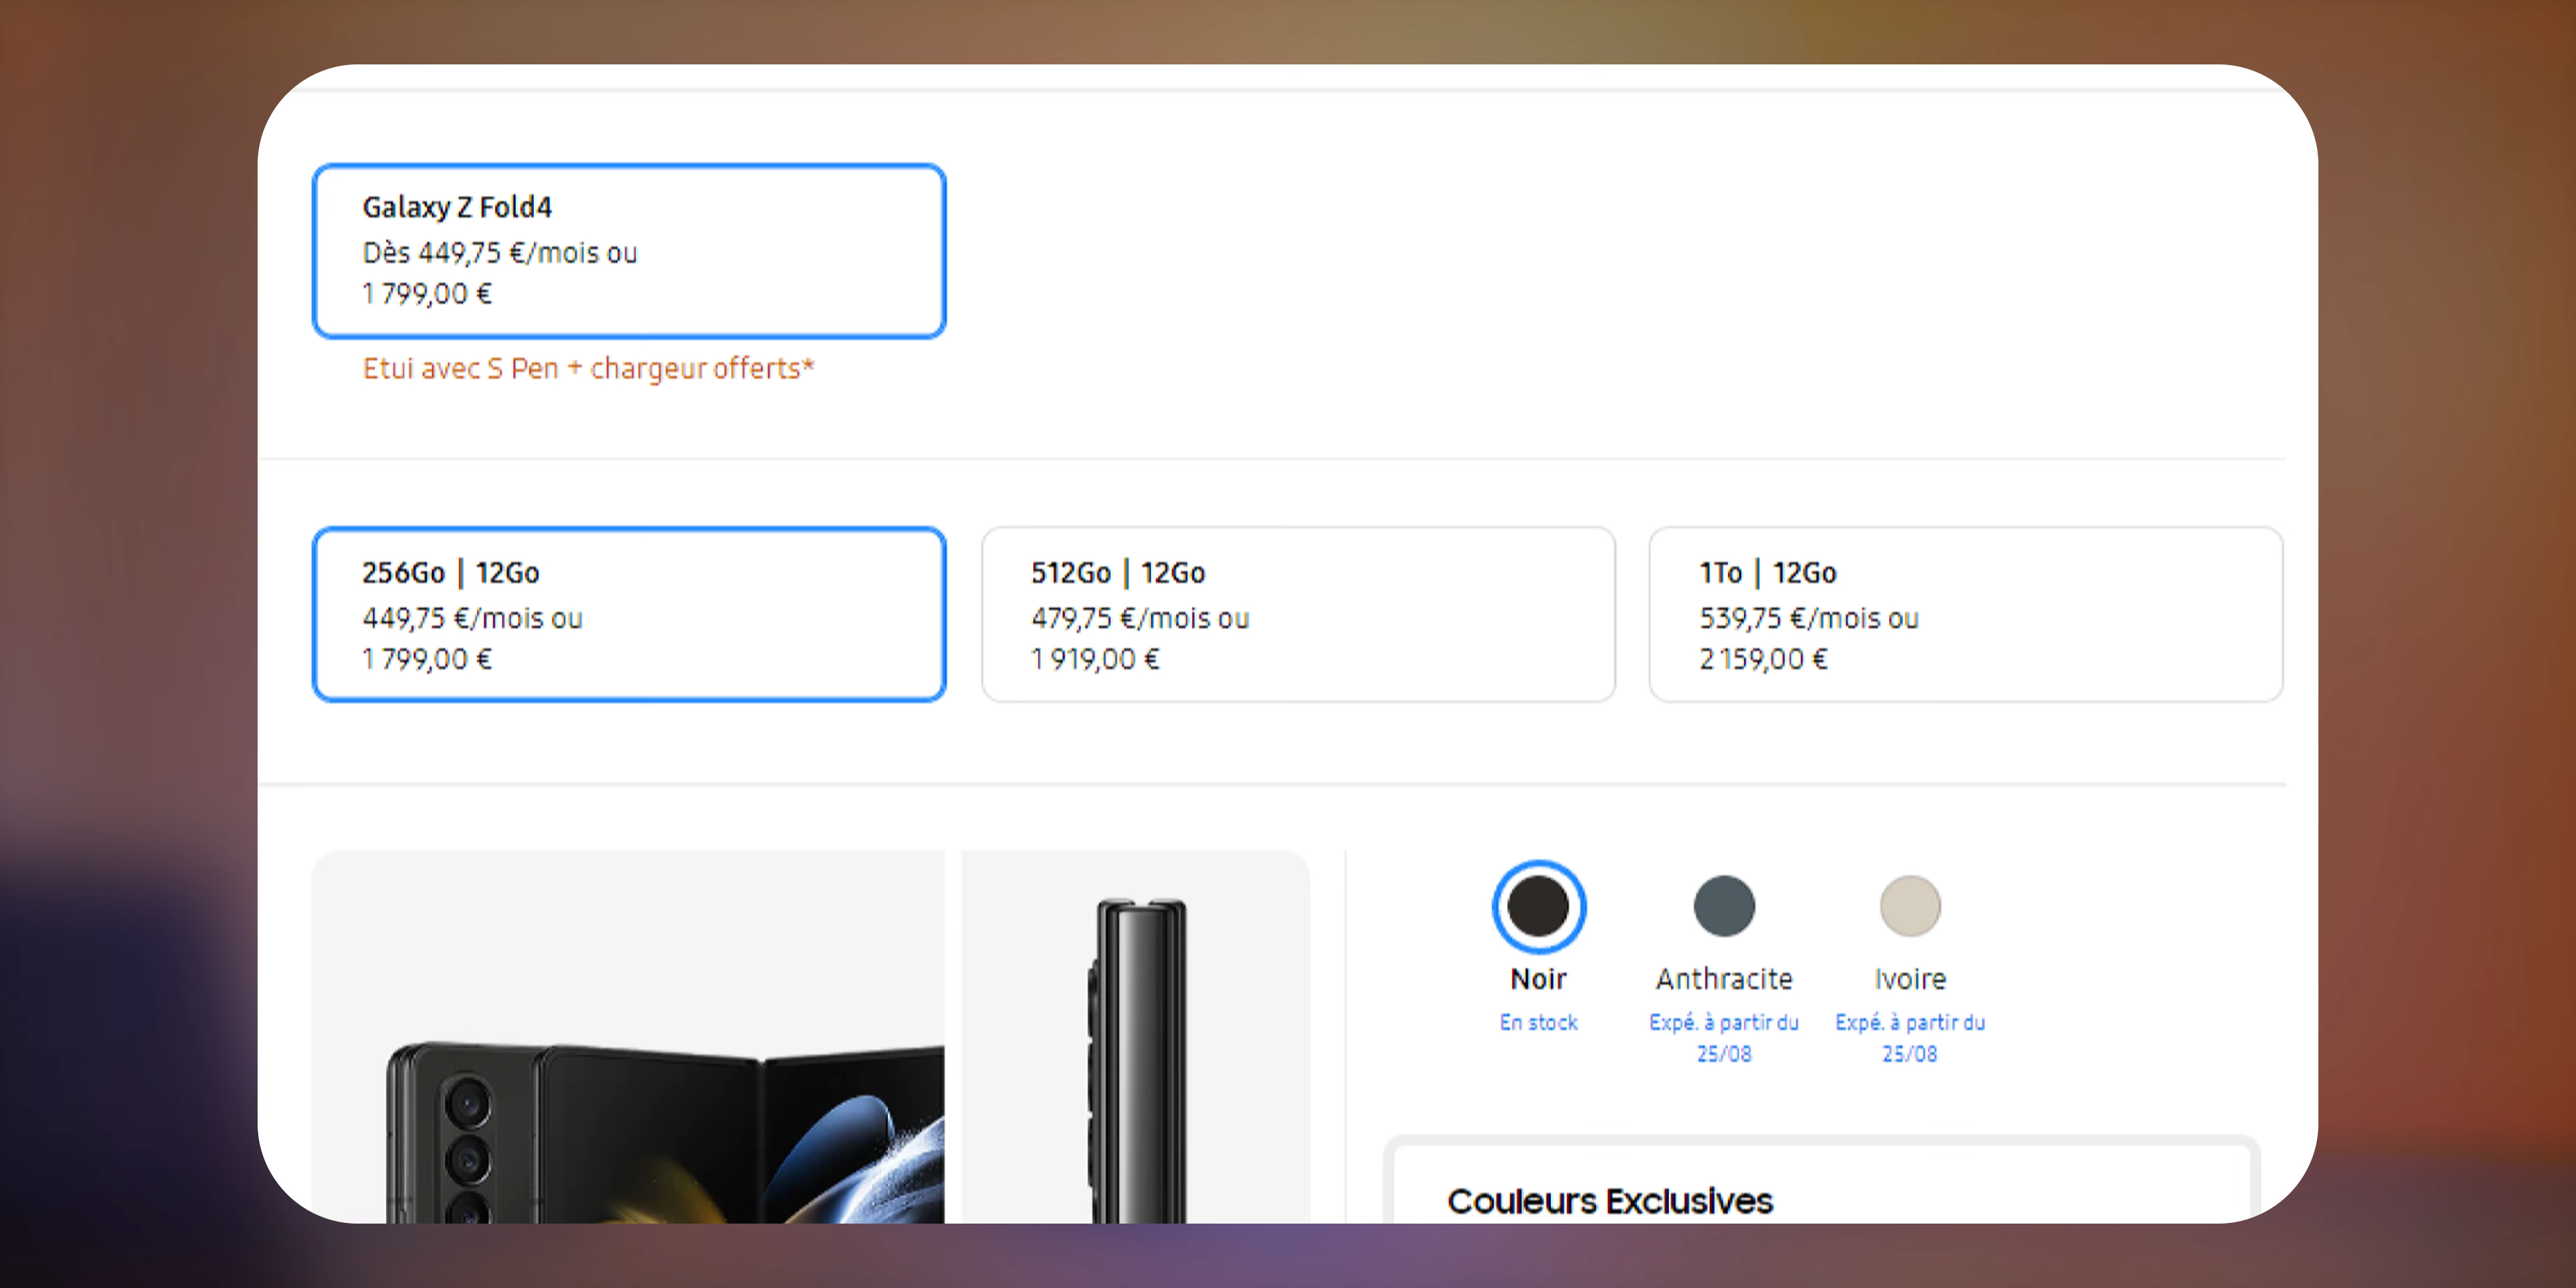 Galaxy Z Fold4
Dès 449,75 €/mois ou
1 799,00 €
Etui avec S Pen + chargeur offerts*
256Go | 12Go
449,75 €/mois ou
1 799,00 €
512Go | 12Go
479,75 €/mois ou
1 919,00 €
1To | 12Go
539,75 €/mois ou
2 159,00 €
Noir
En stock
Anthracite
Expé. à partir du
25/08
Ivoire
Expé. à partir du
25/08
Couleurs Exclusives